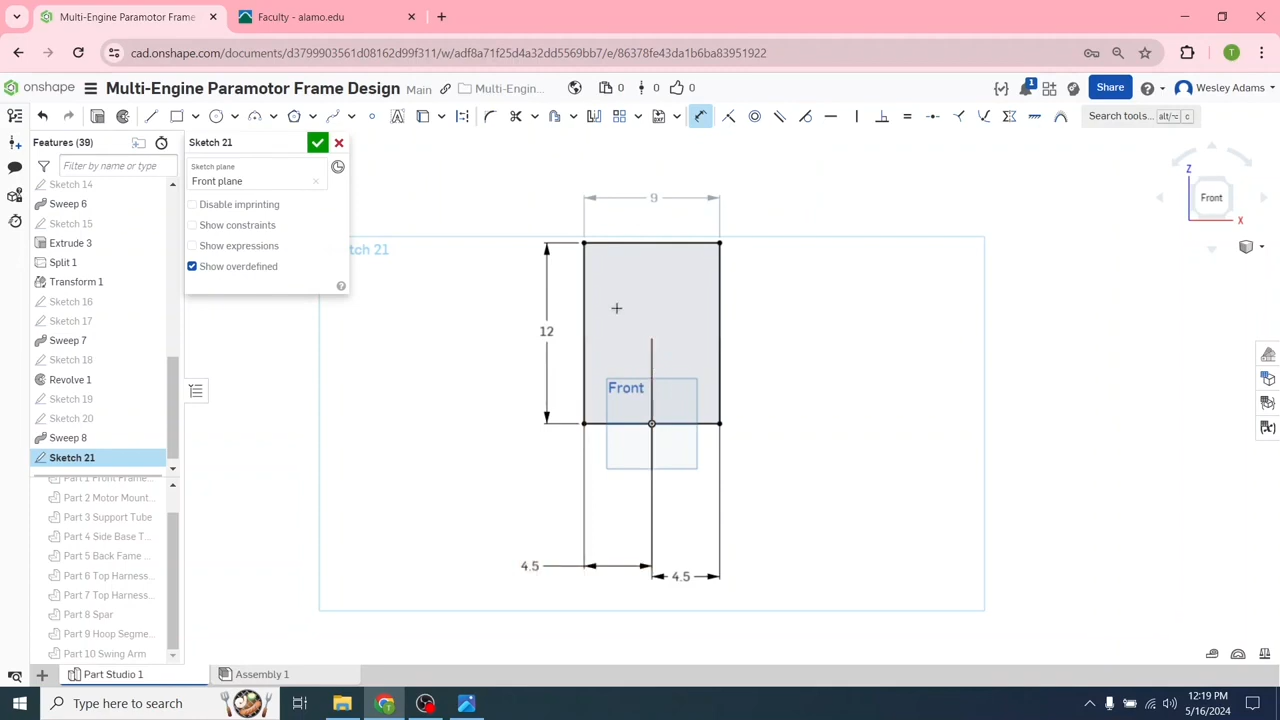 Multi-Engine Paramotor Frame
Faculty - alamo.edu
cad.onshape.com/documents/d3799903561d08162d99f311/w/adf8a71f25d4a32dd5569bb7/e/86378fe43da1b6ba83951922
onshape
Multi-Engine Paramotor Frame Design
Main
Multi-Engin...
0
0
0
1
Share
Wesley Adams
Search tools...
alt/⌥
c
Features (39)
Filter by name or type
Sketch 14
Sweep 6
Sketch 15
Extrude 3
Split 1
Transform 1
Sketch 16
Sketch 17
Sweep 7
Sketch 18
Revolve 1
Sketch 19
Sketch 20
Sweep 8
Sketch 21
Part 1 Front Frame...
Part 2 Motor Mount...
Part 3 Support Tube
Part 4 Side Base T...
Part 5 Back Fame ...
Part 6 Top Harness...
Part 7 Top Harness...
Part 8 Spar
Part 9 Hoop Segme...
Part 10 Swing Arm
Sketch 21
Sketch plane
Front plane
Disable imprinting
Show constraints
Show expressions
Show overdefined
tch 21
9
12
Front
4.5
4.5
Z
Front
X
Part Studio 1
Assembly 1
Type here to search
12:19 PM
5/16/2024